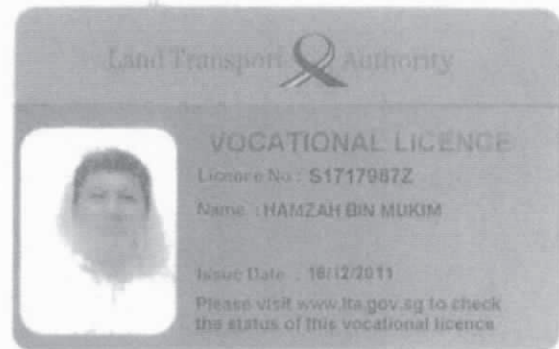 Land Transport Authority
VOCATIONAL LICENCE
Licence No : S1717987Z
Name : HAMZAH BIN MUKIM
Issue Date : 16/12/2011
Please visit www.lta.gov.sg to check
the status of this vocational licence